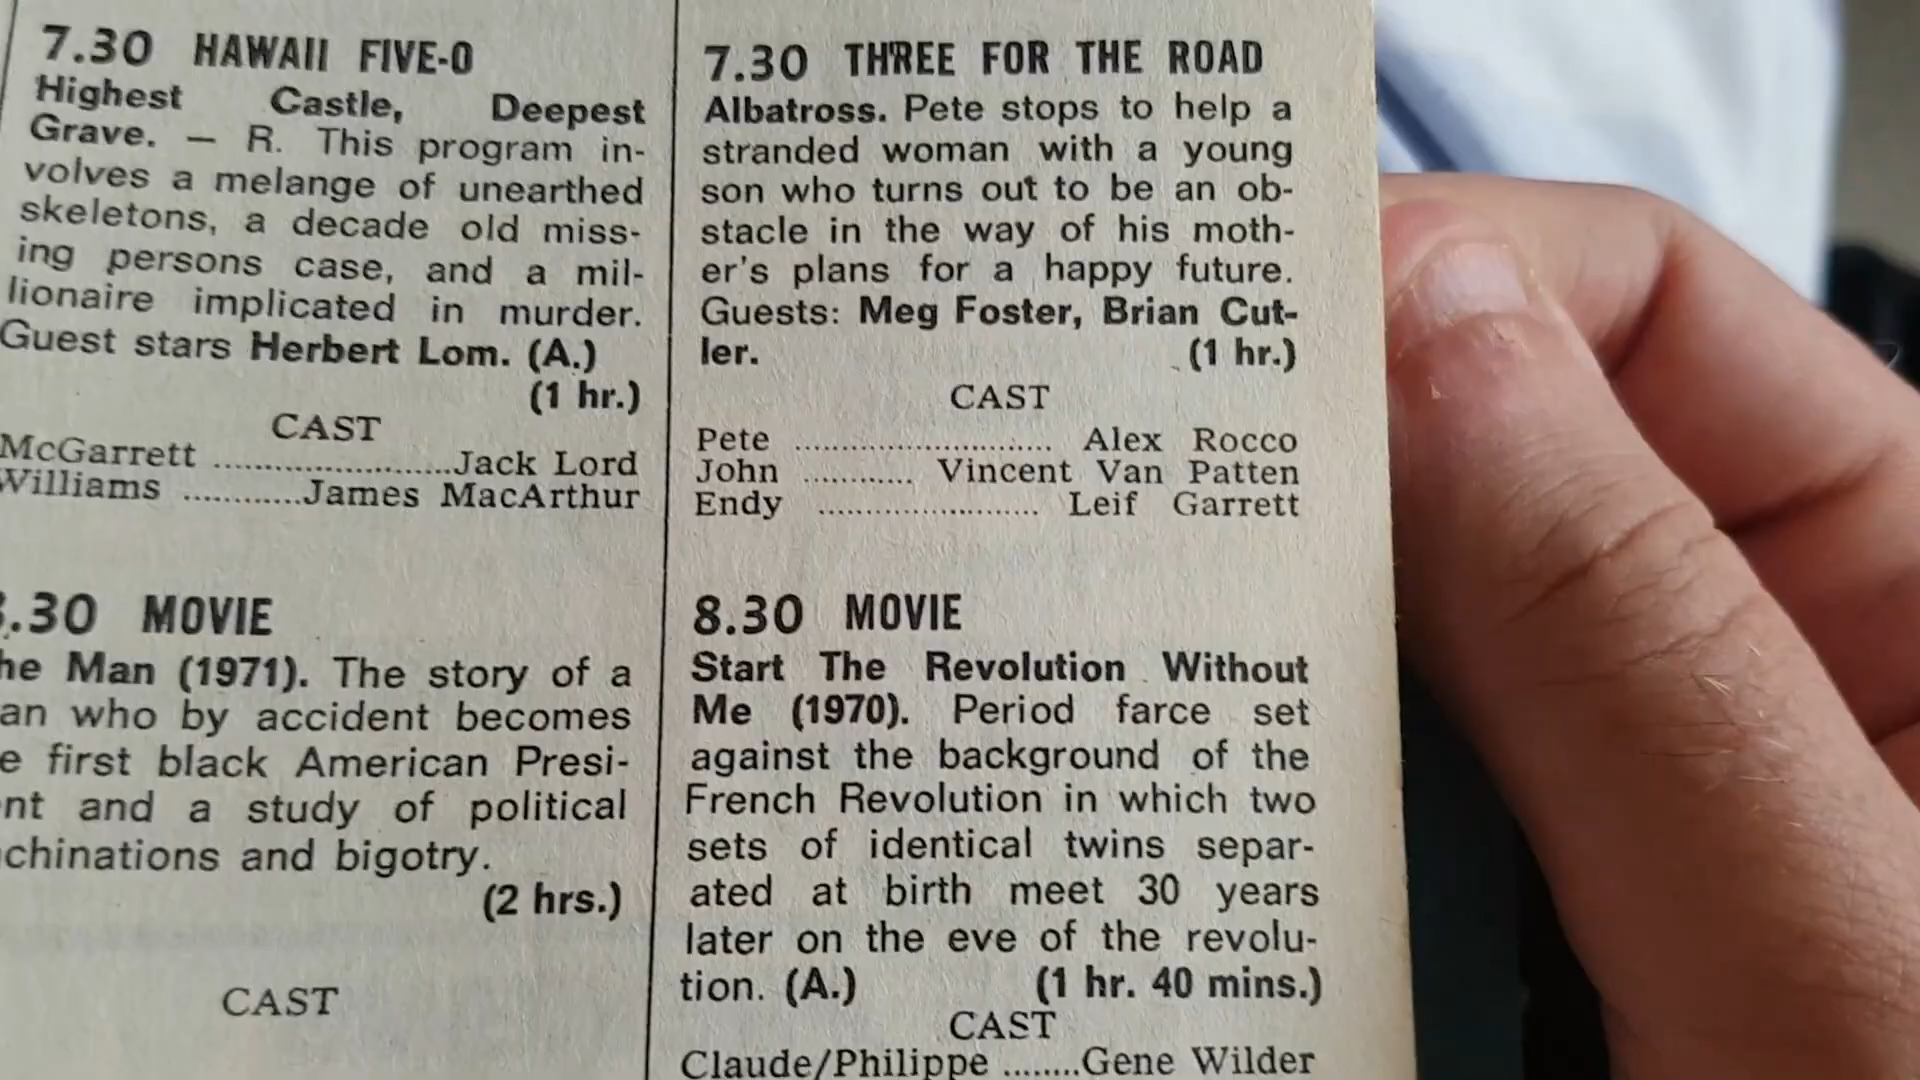 7.30 HAWAII FIVE-O
Highest Castle, Deepest
Grave. — R. This program in-
volves a melange of unearthed
skeletons, a decade old miss-
ing persons case, and a mil-
lionaire implicated in murder.
Guest stars Herbert Lom. (A.)
(1 hr.)
CAST
McGarrett ........................Jack Lord
Williams ............James MacArthur
.30 MOVIE
he Man (1971). The story of a
an who by accident becomes
e first black American Presi-
nt and a study of political
chinations and bigotry.
(2 hrs.)
CAST
7.30 THREE FOR THE ROAD
Albatross. Pete stops to help a
stranded woman with a young
son who turns out to be an ob-
stacle in the way of his moth-
er's plans for a happy future.
Guests: Meg Foster, Brian Cut-
ler. (1 hr.)
CAST
Pete .......................... Alex Rocco
John ........... Vincent Van Patten
Endy ...................... Leif Garrett
8.30 MOVIE
Start The Revolution Without
Me (1970). Period farce set
against the background of the
French Revolution in which two
sets of identical twins separ-
ated at birth meet 30 years
later on the eve of the revolu-
tion. (A.) (1 hr. 40 mins.)
CAST
Claude/Philippe ........Gene Wilder